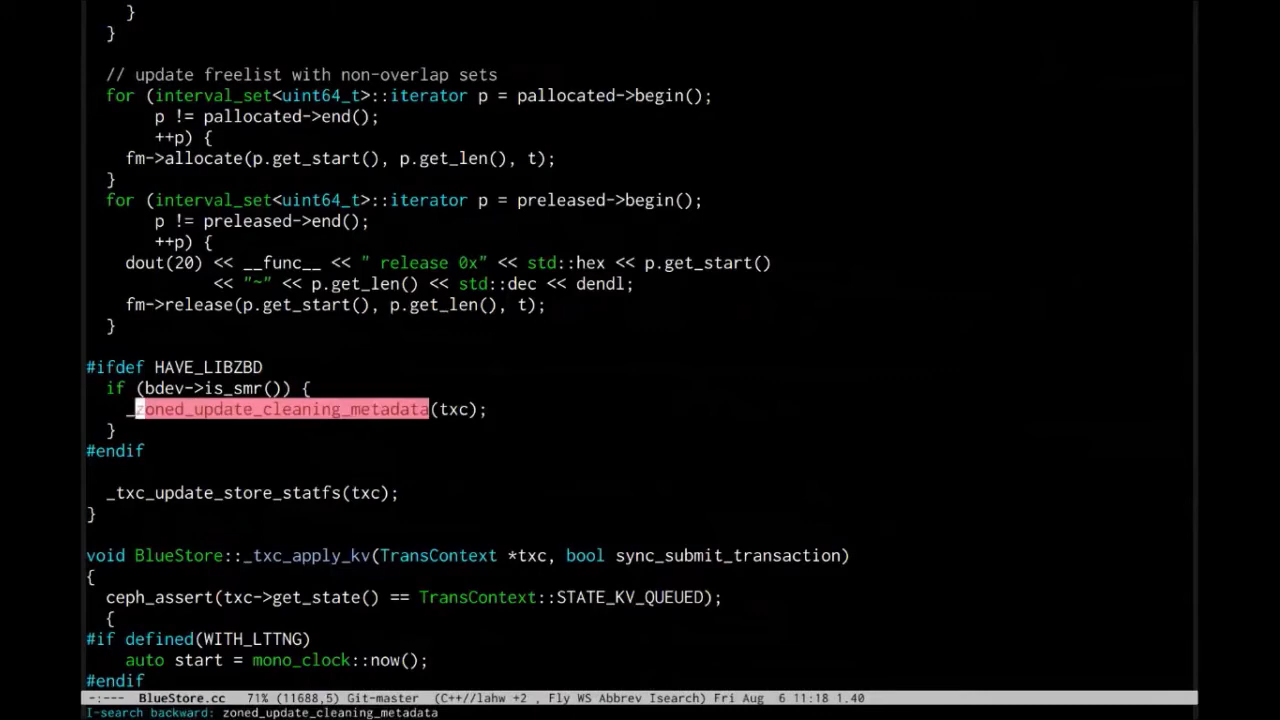 }
  }

  // update freelist with non-overlap sets
  for (interval_set<uint64_t>::iterator p = pallocated->begin();
       p != pallocated->end();
       ++p) {
    fm->allocate(p.get_start(), p.get_len(), t);
  }
  for (interval_set<uint64_t>::iterator p = preleased->begin();
       p != preleased->end();
       ++p) {
    dout(20) << __func__ << " release 0x" << std::hex << p.get_start()
             << "~" << p.get_len() << std::dec << dendl;
    fm->release(p.get_start(), p.get_len(), t);
  }

#ifdef HAVE_LIBZBD
  if (bdev->is_smr()) {
    _zoned_update_cleaning_metadata(txc);
  }
#endif

  _txc_update_store_statfs(txc);
}

void BlueStore::_txc_apply_kv(TransContext *txc, bool sync_submit_transaction)
{
  ceph_assert(txc->get_state() == TransContext::STATE_KV_QUEUED);
  {
#if defined(WITH_LTTNG)
    auto start = mono_clock::now();
#endif
-:---  BlueStore.cc   71% (11688,5) Git-master  (C++//lahw +2 , Fly WS Abbrev Isearch) Fri Aug  6 11:18 1.40
I-search backward: zoned_update_cleaning_metadata